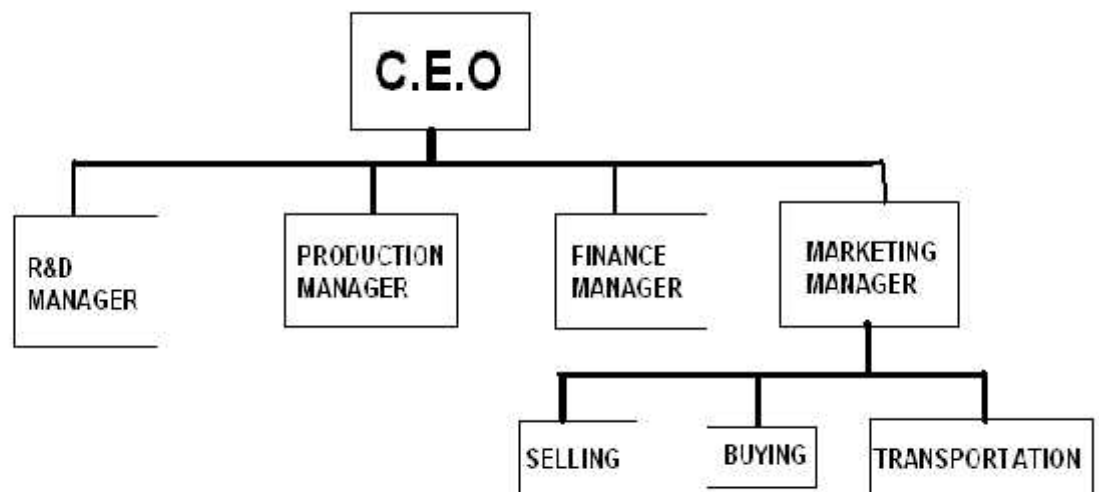 C.E.O
R&D
MANAGER
PRODUCTION
MANAGER
FINANCE
MANAGER
MARKETING
MANAGER
SELLING
BUYING
TRANSPORTATION